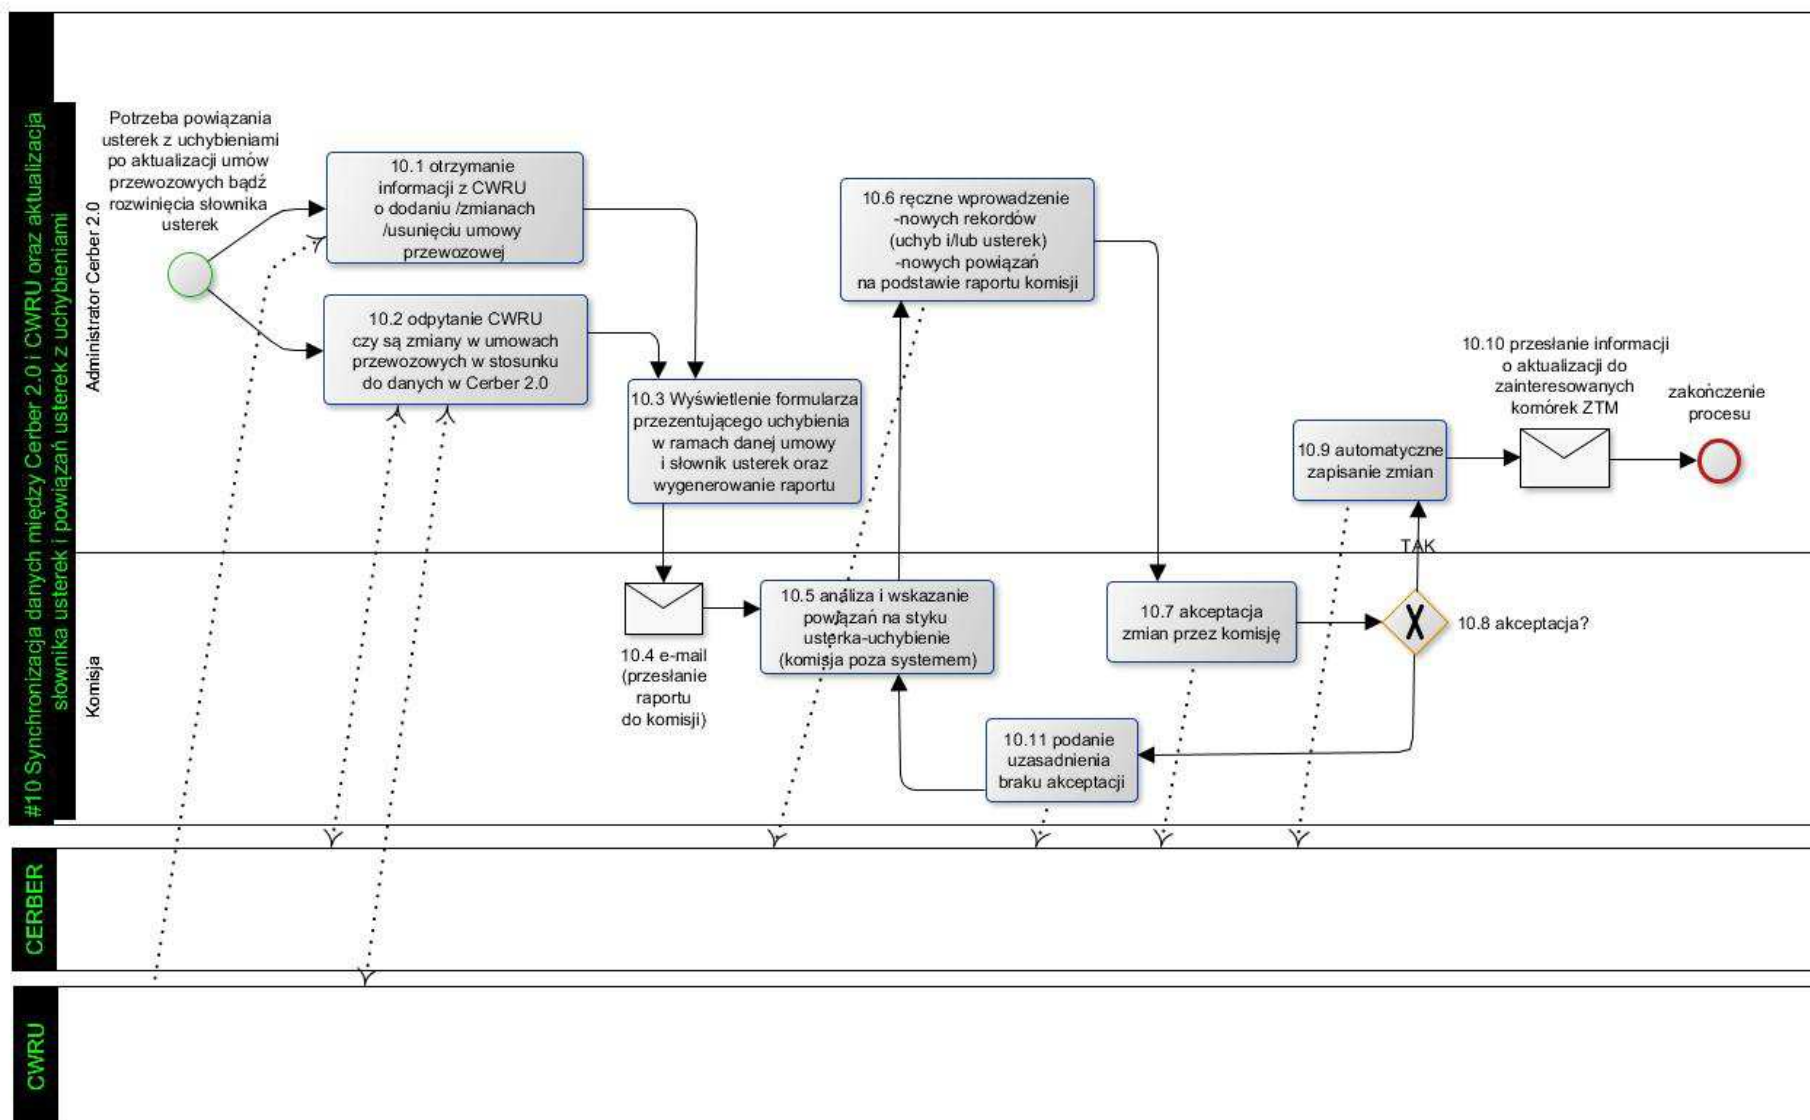 #10 Synchronizacja danych między Cerber 2.0 i CWRU oraz aktualizacja
słownika usterek i powiązań usterek z uchybieniami
Administrator Cerber 2.0
Potrzeba powiązania
usterek z uchybieniami
po aktualizacji umów
przewozowych bądź
rozwinięcia słownika
usterek
10.1 otrzymanie
informacji z CWRU
o dodaniu /zmianach
/usunięciu umowy
przewozowej
10.2 odpytanie CWRU
czy są zmiany w umowach
przewozowych w stosunku
do danych w Cerber 2.0
10.3 Wyświetlenie formularza
przezentującego uchybienia
w ramach danej umowy
i słownik usterek oraz
wygenerowanie raportu
10.6 ręczne wprowadzenie
-nowych rekordów
(uchyb i/lub usterek)
-nowych powiązań
na podstawie raportu komisji
10.9 automatyczne
zapisanie zmian
10.10 przesłanie informacji
o aktualizacji do
zainteresowanych
komórek ZTM
zakończenie
procesu
TAK
Komisja
10.4 e-mail
(przesłanie
raportu
do komisji)
10.5 analiza i wskazanie
powiązań na styku
usterka-uchybienie
(komisja poza systemem)
10.7 akceptacja
zmian przez komisję
X
10.8 akceptacja?
10.11 podanie
uzasadnienia
braku akceptacji
CERBER
CWRU